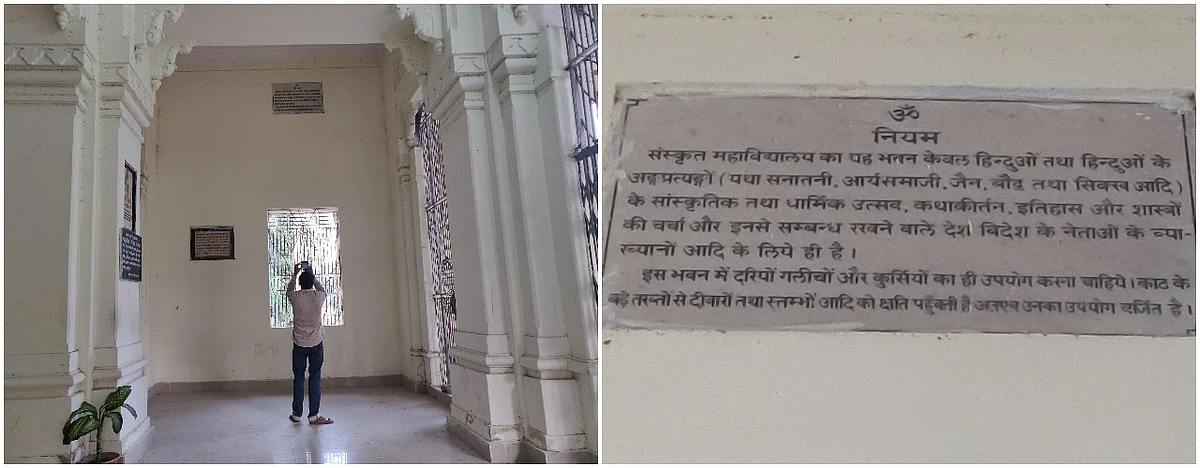 ॐ
नियम
संस्कृत महाविद्यालय का यह भवन केवल हिन्दुओं तथा हिन्दुओं के
अङ्गप्रत्यङ्गों (यथा सनातनी, आर्यसमाजी, जैन, बौद्ध तथा सिक्ख आदि)
के सांस्कृतिक तथा धार्मिक उत्सव, कथाकीर्तन, इतिहास और शास्त्रों
की चर्चा और इनसे सम्बन्ध रखने वाले देश विदेश के नेताओं के व्या-
ख्यानों आदि के लिये ही है।
इस भवन में दरियों गलीचों और कुर्सियों का ही उपयोग करना चाहिये। काठ के
बड़े तख्तों से दीवारों तथा स्तम्भों आदि को क्षति पहुँचती है अतएव उनका उपयोग वर्जित है।